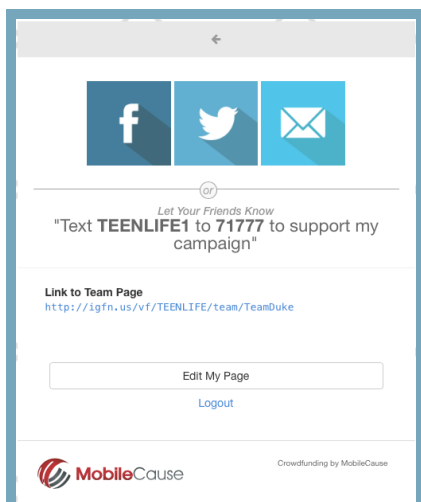 or
Let Your Friends Know
"Text TEENLIFE1 to 71777 to support my
campaign"
Link to Team Page
http://igfn.us/vf/TEENLIFE/team/TeamDuke
Edit My Page
Logout
MobileCause
Crowdfunding by MobileCause